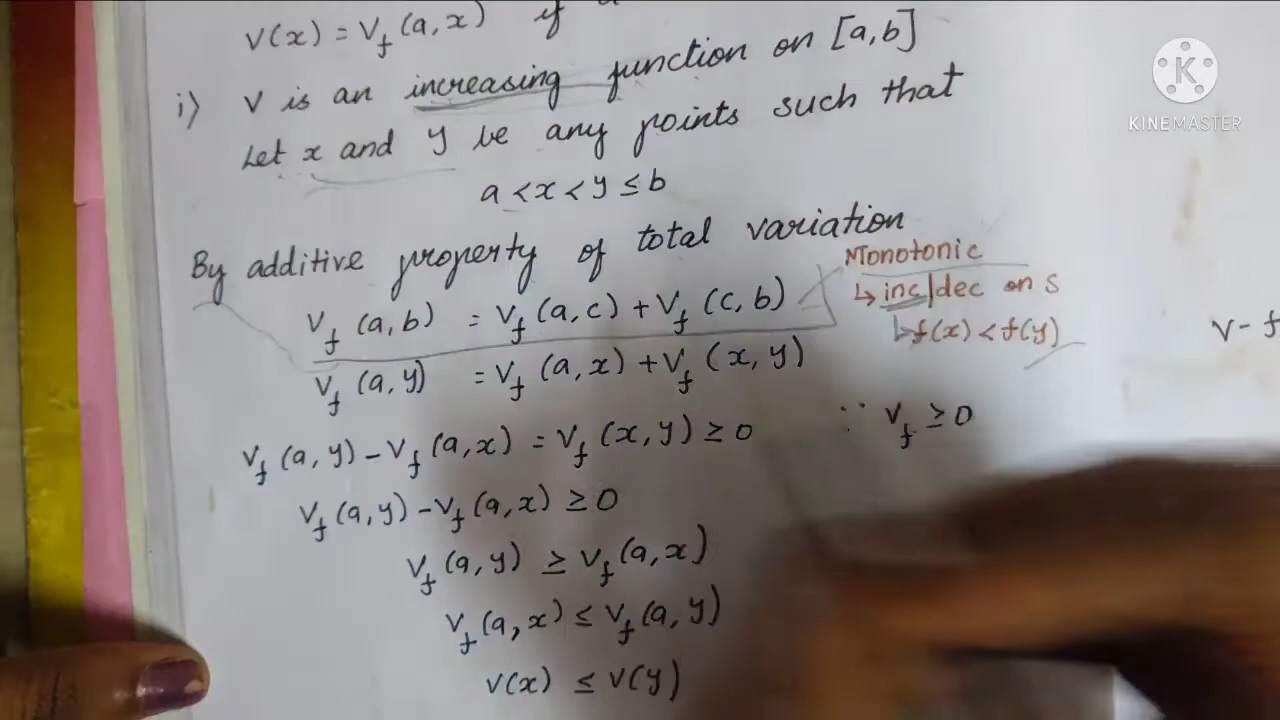 V(x) = V_f (a, x) if
i) V is an increasing function on [a,b]
Let x and y be any points such that
a < x < y ≤ b
By additive property of total variation
V_f (a, b) = V_f (a, c) + V_f (c, b)
Monotonic
↳ inc/dec on S
↳ f(x) < f(y)
V - f
V_f (a, y) = V_f (a, x) + V_f (x, y)
V_f (a, y) - V_f (a, x) = V_f (x, y) ≥ 0 ∵ V_f ≥ 0
V_f (a, y) - V_f (a, x) ≥ 0
V_f (a, y) ≥ V_f (a, x)
V_f (a, x) ≤ V_f (a, y)
V(x) ≤ V(y)
KINEMASTER